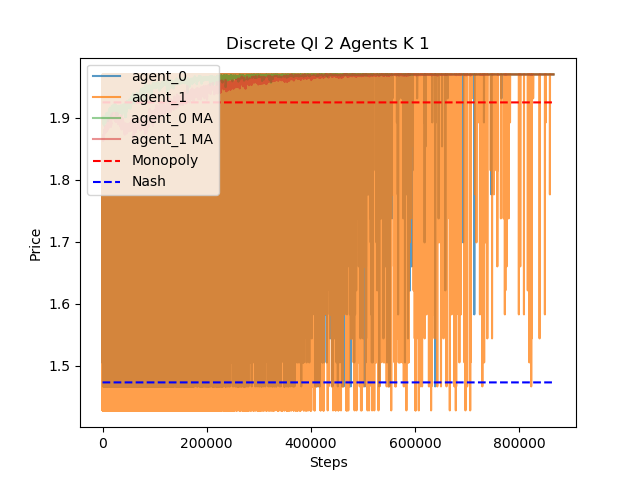 Discrete QI 2 Agents K 1
agent_0
agent_1
agent_0 MA
agent_1 MA
Monopoly
Nash
Price
1.9
1.8
1.7
1.6
1.5
0
200000
400000
600000
800000
Steps